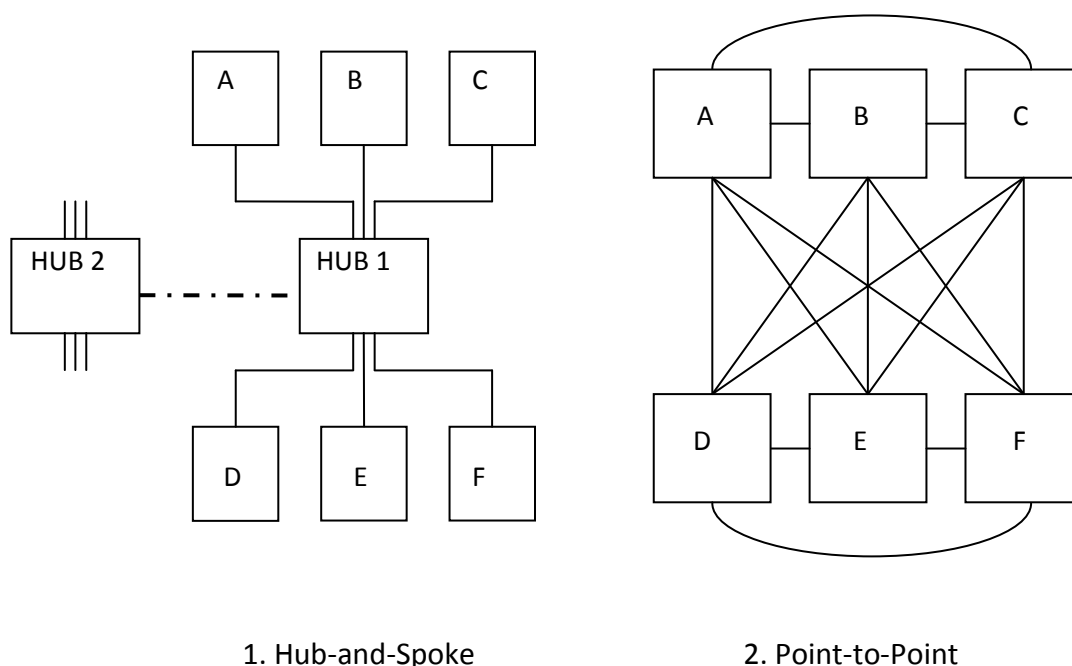 A B C
HUB 2 HUB 1
D E F
1. Hub-and-Spoke
A B C
D E F
2. Point-to-Point